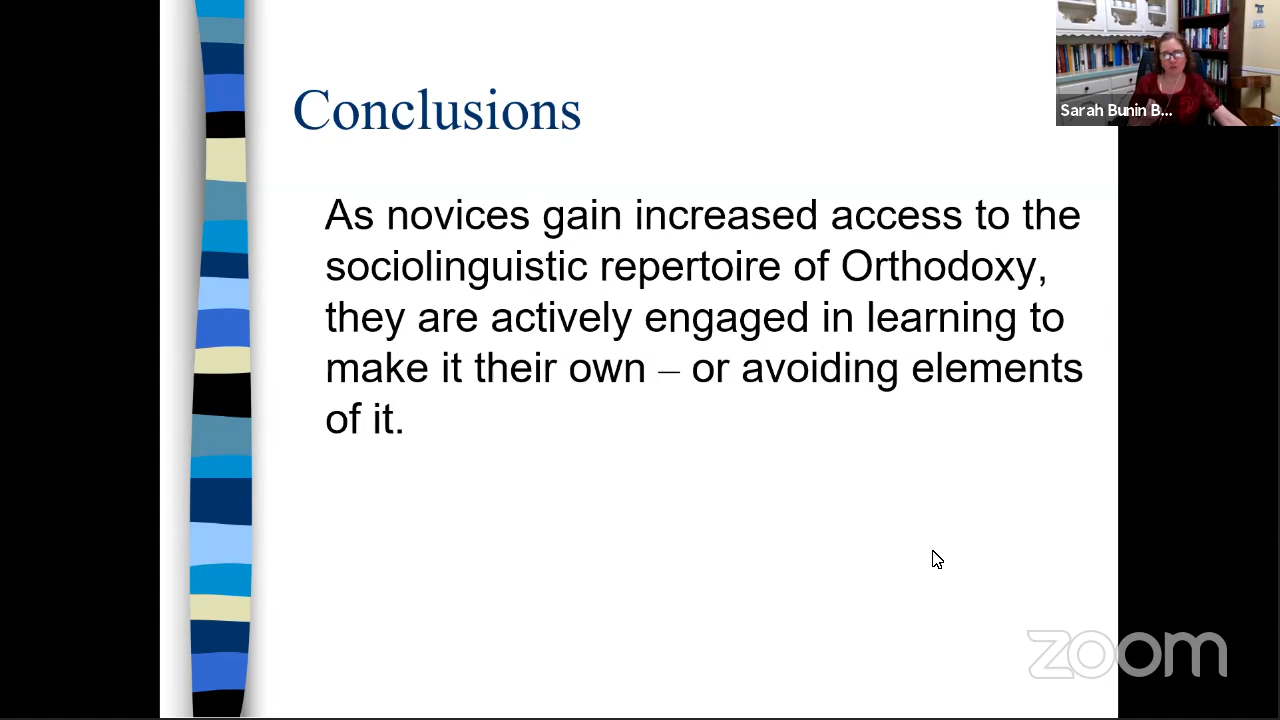 Conclusions
Sarah Bunin B...
As novices gain increased access to the
sociolinguistic repertoire of Orthodoxy,
they are actively engaged in learning to
make it their own – or avoiding elements
of it.
zoom